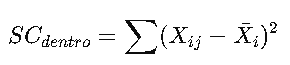 SC_{dentro} = \sum (X_{ij} - \bar{X}_i)^2